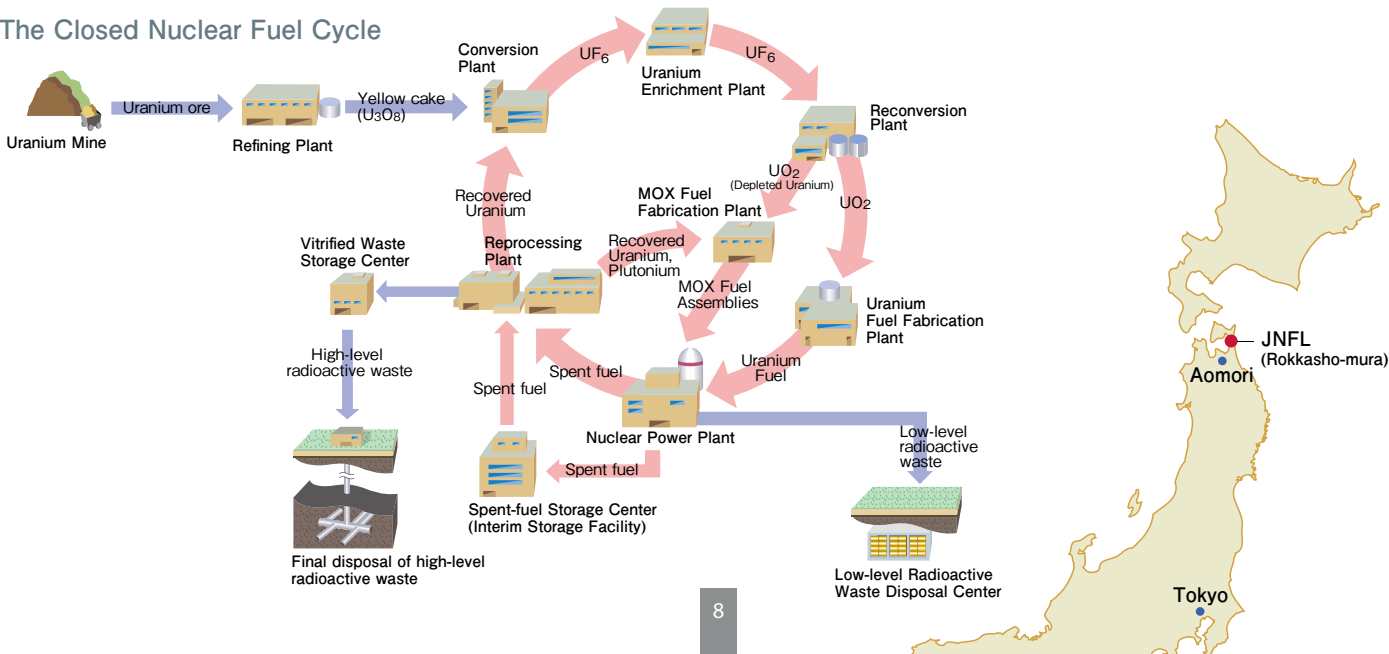 The Closed Nuclear Fuel Cycle
Uranium Mine
Uranium ore
Refining Plant
Yellow cake
(U₃O₈)
Conversion
Plant
UF₆
Uranium
Enrichment Plant
UF₆
Reconversion
Plant
UO₂
(Depleted Uranium)
UO₂
MOX Fuel
Fabrication Plant
Recovered
Uranium
Vitrified Waste
Storage Center
Reprocessing
Plant
Recovered
Uranium,
Plutonium
MOX Fuel
Assemblies
Uranium
Fuel Fabrication
Plant
Uranium
Fuel
High-level
radioactive waste
Spent fuel
Spent fuel
Nuclear Power Plant
Low-level
radioactive
waste
Spent fuel
Spent-fuel Storage Center
(Interim Storage Facility)
Final disposal of high-level
radioactive waste
Low-level Radioactive
Waste Disposal Center
JNFL
(Rokkasho-mura)
Aomori
Tokyo
8